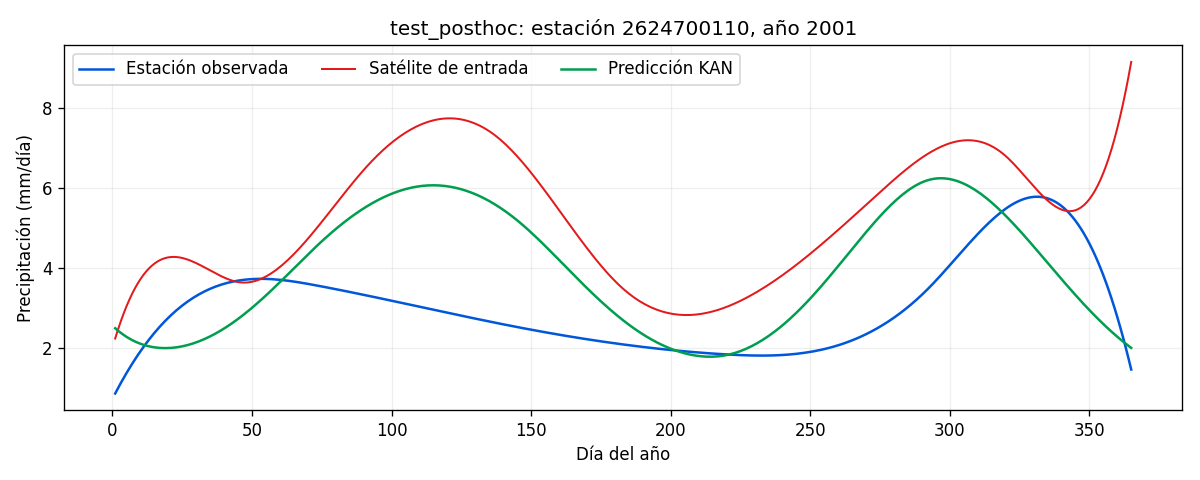 test_posthoc: estación 2624700110, año 2001
Estación observada Satélite de entrada Predicción KAN
Precipitación (mm/día)
8
6
4
2
0 50 100 150 200 250 300 350
Día del año